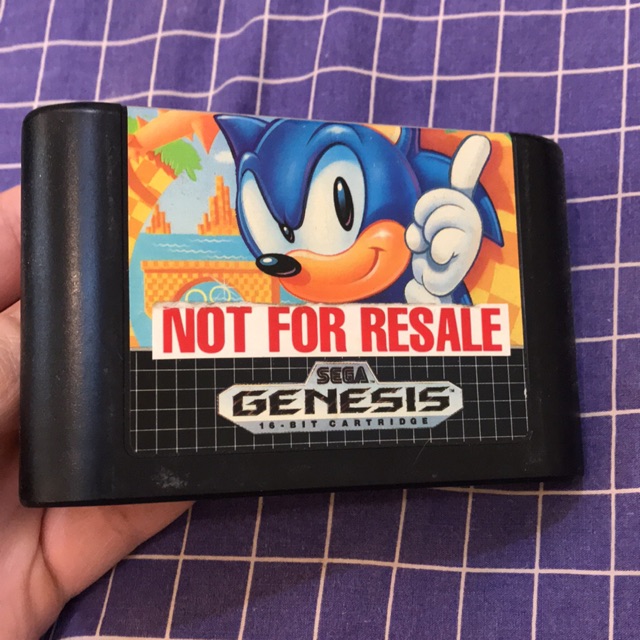 NOT FOR RESALE
SEGA
GENESIS
16-BIT CARTRIDGE